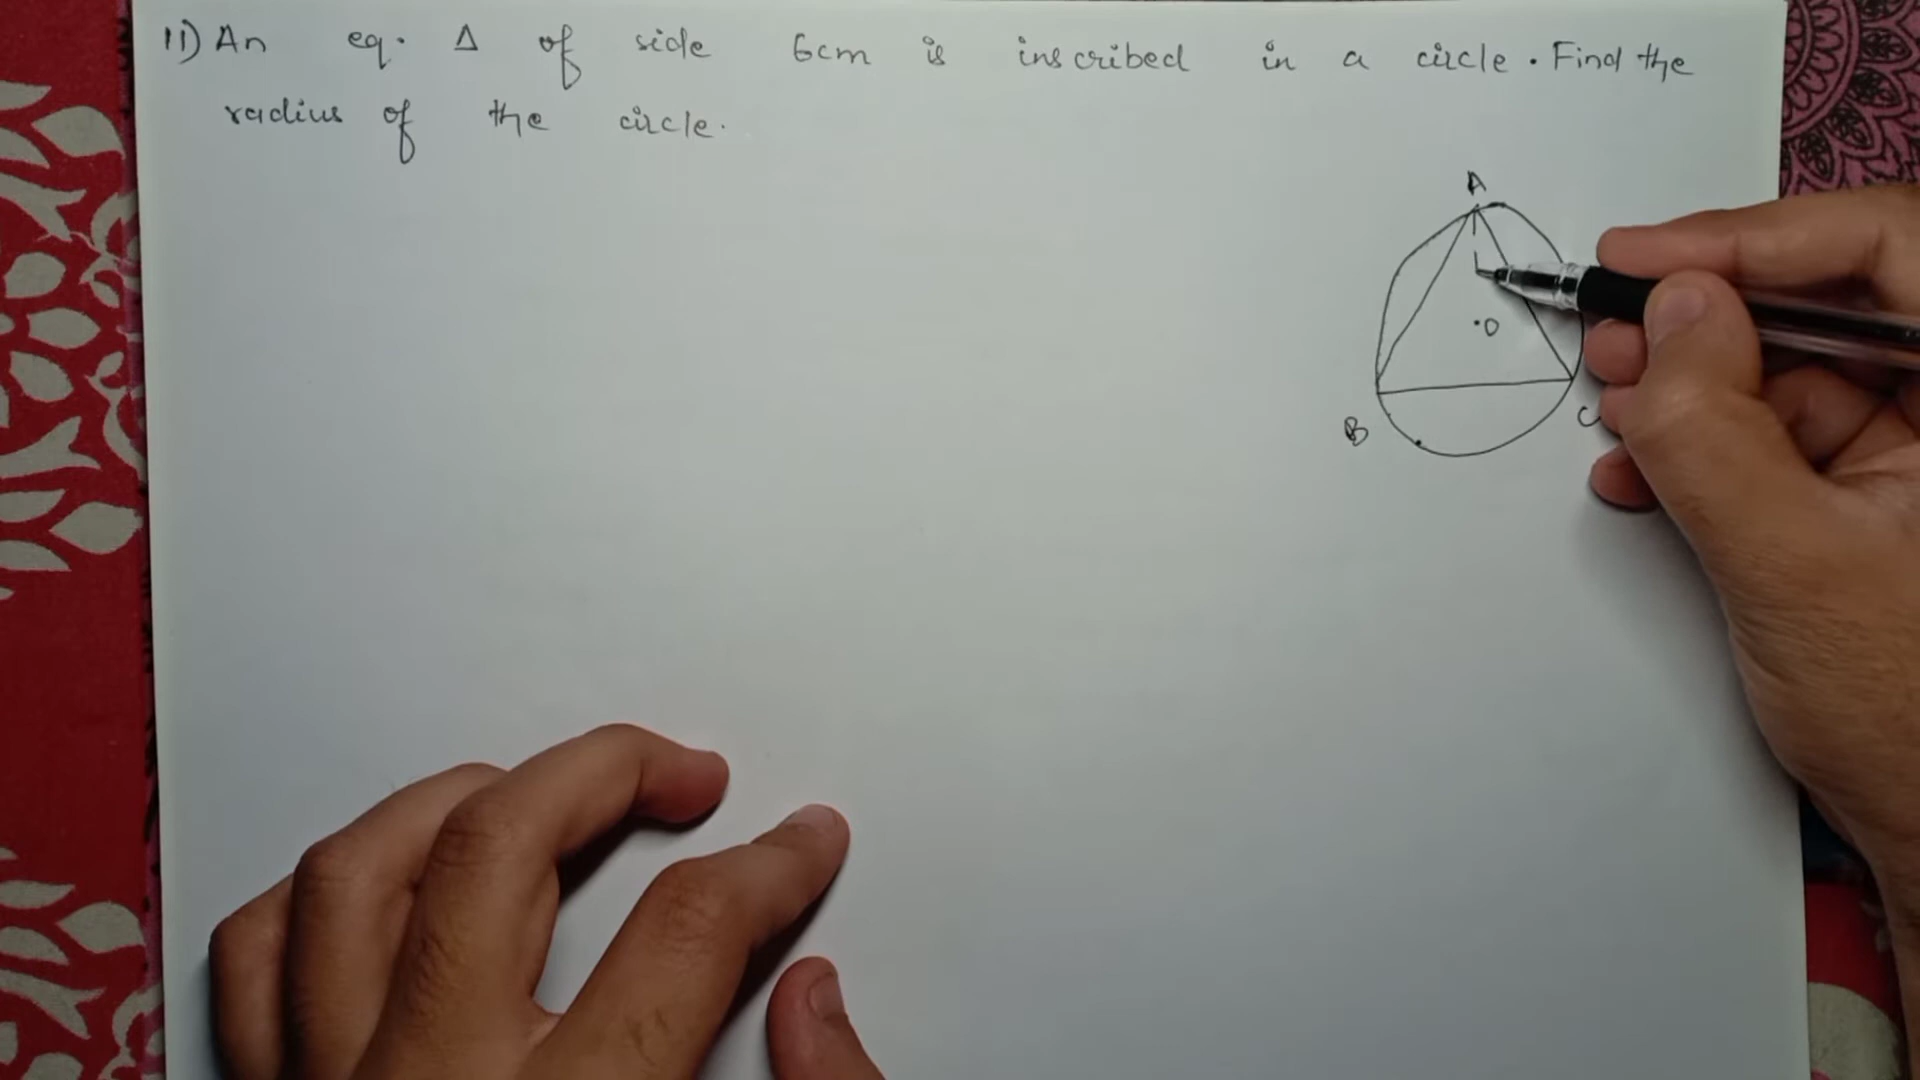 11) An eq. Δ of side 6cm is inscribed in a circle. Find the
radius of the circle.
A
O
B
C